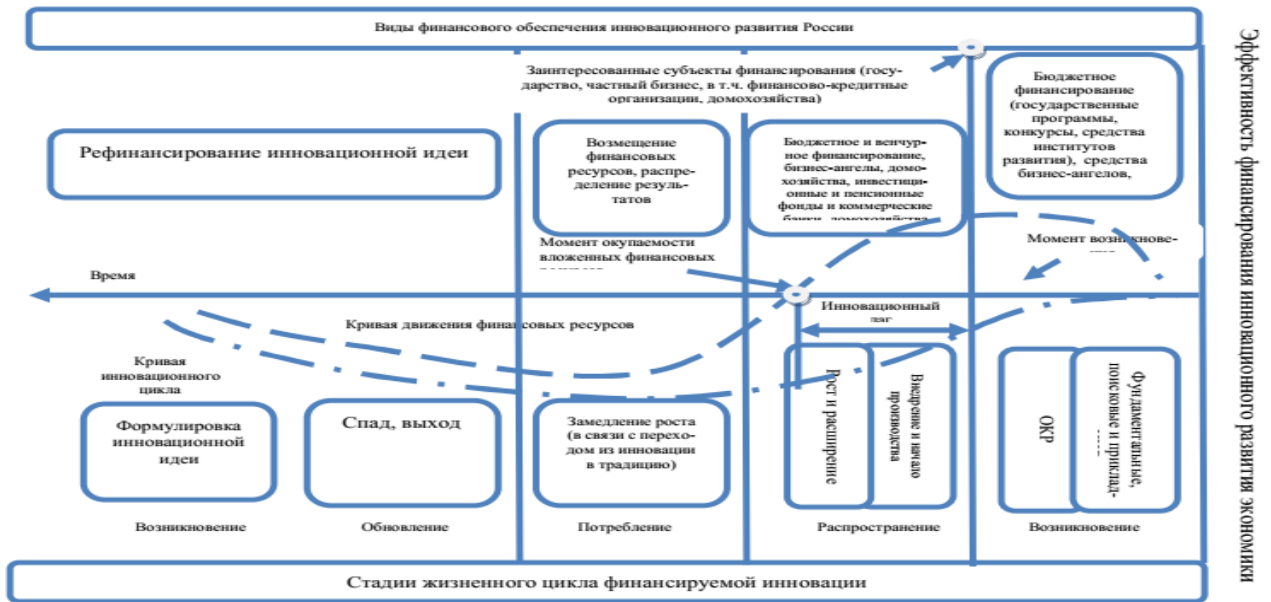 Виды финансового обеспечения инновационного развития России
Заинтересованные субъекты финансирования (госу-
дарство, частный бизнес, в т.ч. финансово-кредитные
организации, домохозяйства)
Рефинансирование инновационной идеи
Возмещение
финансовых
ресурсов, распре-
деление резуль-
татов
Бюджетное и венчур-
ное финансирование,
бизнес-ангелы, домо-
хозяйства, инвестици-
онные и пенсионные
фонды и коммерческие
банки, домохозяйства
Бюджетное
финансирование
(государственные
программы,
конкурсы, средства
институтов
развития), средства
бизнес-ангелов,
Момент окупаемости
вложенных финансовых
Момент возникнове-
Время
Инновационный
Кривая движения финансовых ресурсов
Кривая
инновационного
цикла
Формулировка
инновационной
идеи
Спад, выход
Замедление роста
(в связи с перехо-
дом из инновации
в традицию)
Рост и расширение
Внедрение и начало
производства
ОКР
Фундаментальные,
поисковые и приклад-
Возникновение
Обновление
Потребление
Распространение
Возникновение
Стадии жизненного цикла финансируемой инновации
Эффективность финансирования инновационного развития экономики